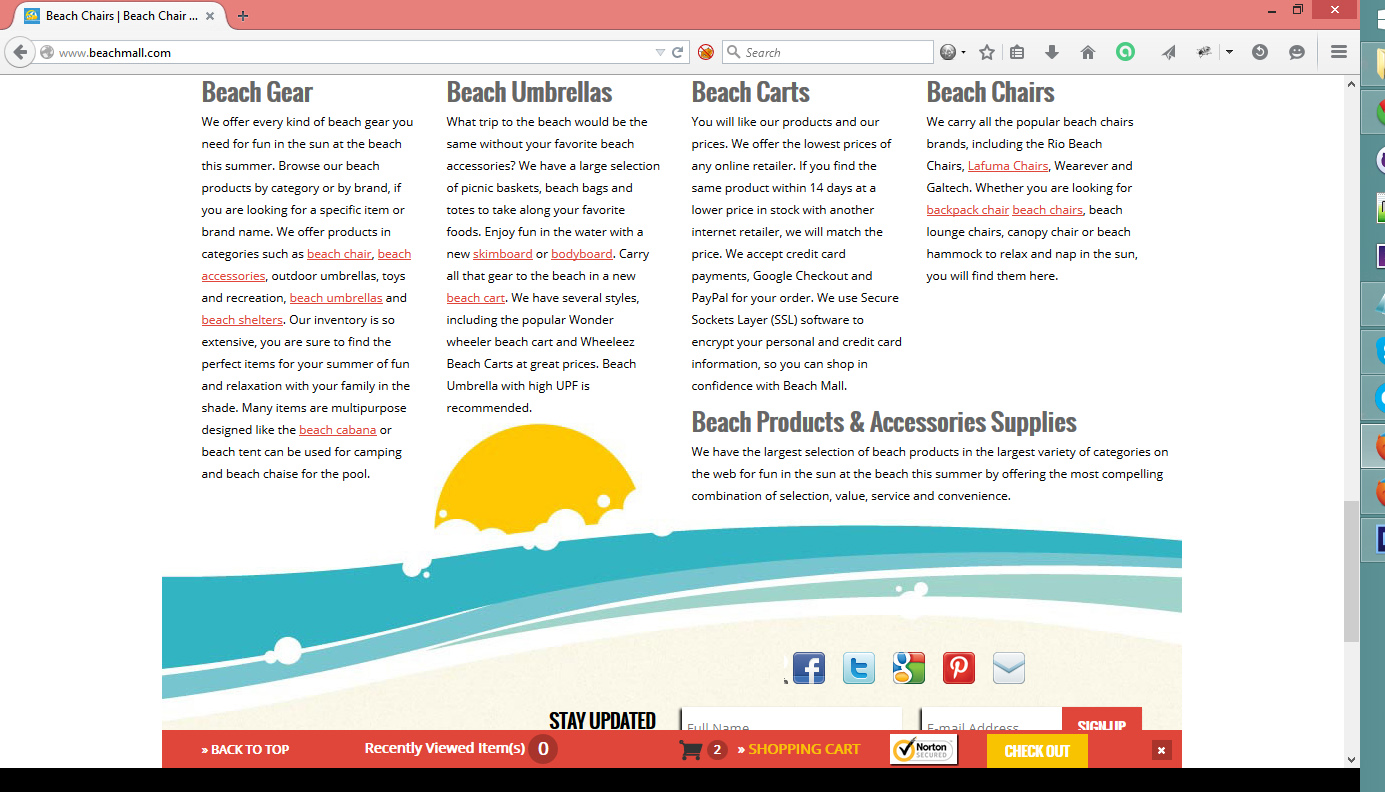 Beach Chairs | Beach Chair ...
www.beachmall.com
Search
Beach Gear
We offer every kind of beach gear you
need for fun in the sun at the beach
this summer. Browse our beach
products by category or by brand, if
you are looking for a specific item or
brand name. We offer products in
categories such as beach chair, beach
accessories, outdoor umbrellas, toys
and recreation, beach umbrellas and
beach shelters. Our inventory is so
extensive, you are sure to find the
perfect items for your summer of fun
and relaxation with your family in the
shade. Many items are multipurpose
designed like the beach cabana or
beach tent can be used for camping
and beach chaise for the pool.
Beach Umbrellas
What trip to the beach would be the
same without your favorite beach
accessories? We have a large selection
of picnic baskets, beach bags and
totes to take along your favorite
foods. Enjoy fun in the water with a
new skimboard or bodyboard. Carry
all that gear to the beach in a new
beach cart. We have several styles,
including the popular Wonder
wheeler beach cart and Wheeleez
Beach Carts at great prices. Beach
Umbrella with high UPF is
recommended.
Beach Carts
You will like our products and our
prices. We offer the lowest prices of
any online retailer. If you find the
same product within 14 days at a
lower price in stock with another
internet retailer, we will match the
price. We accept credit card
payments, Google Checkout and
PayPal for your order. We use Secure
Sockets Layer (SSL) software to
encrypt your personal and credit card
information, so you can shop in
confidence with Beach Mall.
Beach Chairs
We carry all the popular beach chairs
brands, including the Rio Beach
Chairs, Lafuma Chairs, Wearever and
Galtech. Whether you are looking for
backpack chair beach chairs, beach
lounge chairs, canopy chair or beach
hammock to relax and nap in the sun,
you will find them here.
Beach Products & Accessories Supplies
We have the largest selection of beach products in the largest variety of categories on
the web for fun in the sun at the beach this summer by offering the most compelling
combination of selection, value, service and convenience.
STAY UPDATED
Full Name
E-mail Address
SIGN UP
» BACK TO TOP
Recently Viewed Item(s) 0
2 » SHOPPING CART
Norton
SECURED
CHECK OUT